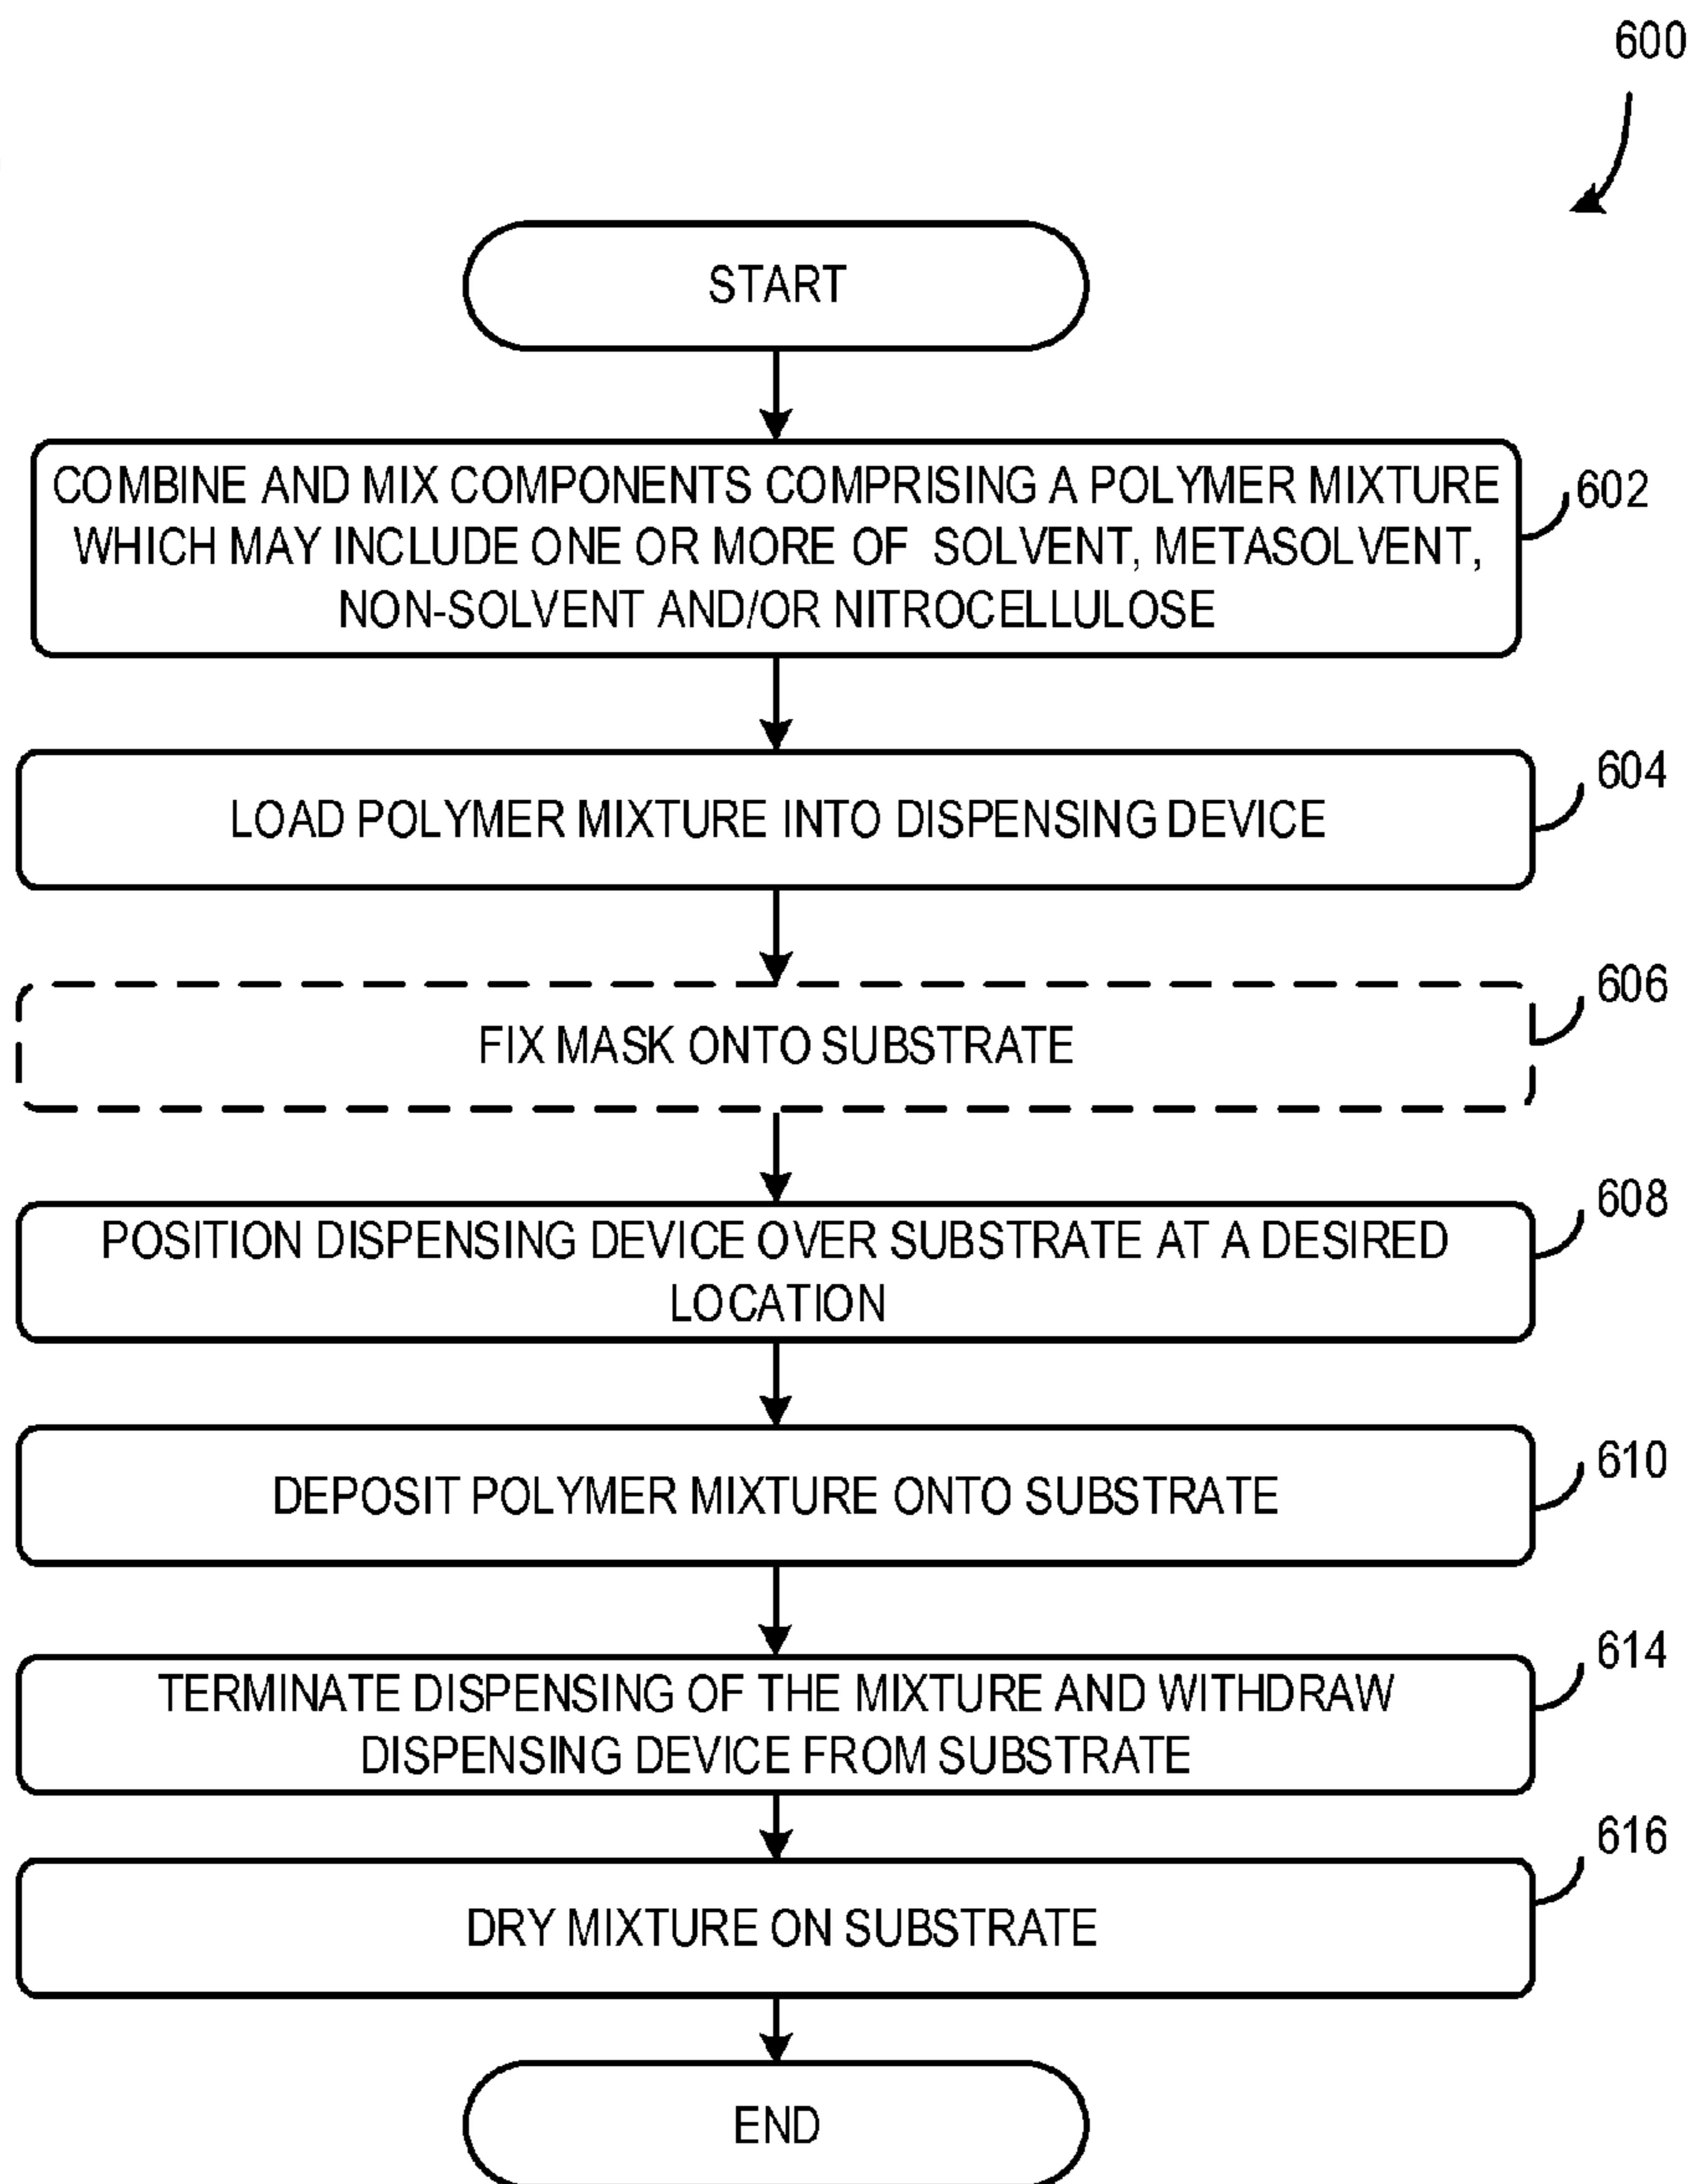 600
START
COMBINE AND MIX COMPONENTS COMPRISING A POLYMER MIXTURE
WHICH MAY INCLUDE ONE OR MORE OF SOLVENT, METASOLVENT,
NON-SOLVENT AND/OR NITROCELLULOSE
602
LOAD POLYMER MIXTURE INTO DISPENSING DEVICE
604
FIX MASK ONTO SUBSTRATE
606
POSITION DISPENSING DEVICE OVER SUBSTRATE AT A DESIRED
LOCATION
608
DEPOSIT POLYMER MIXTURE ONTO SUBSTRATE
610
TERMINATE DISPENSING OF THE MIXTURE AND WITHDRAW
DISPENSING DEVICE FROM SUBSTRATE
614
DRY MIXTURE ON SUBSTRATE
616
END